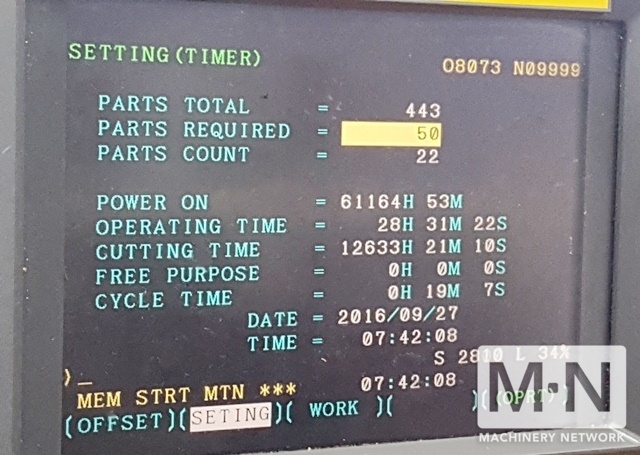 SETTING(TIMER)
O8073 N09999
PARTS TOTAL = 443
PARTS REQUIRED = 50
PARTS COUNT = 22
POWER ON = 61164H 53M
OPERATING TIME = 28H 31M 22S
CUTTING TIME = 12633H 21M 10S
FREE PURPOSE = 0H 0M 0S
CYCLE TIME = 0H 19M 7S
DATE = 2016/09/27
TIME = 07:42:08
S 2810 L 34%
>_
MEM STRT MTN *** 07:42:08
(OFFSET)(SETING)( WORK )( )( (OPRT) )
M·N
MACHINERY NETWORK